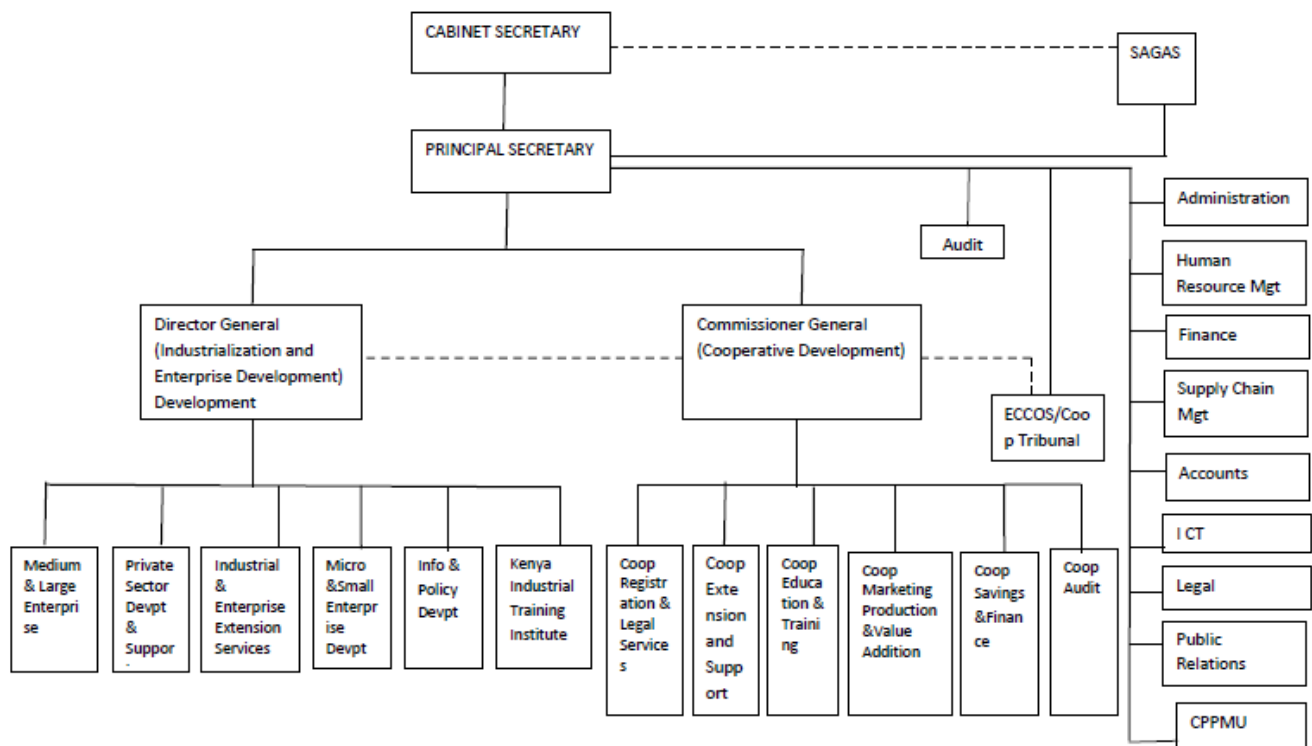 CABINET SECRETARY
SAGAS
PRINCIPAL SECRETARY
Administration
Audit
Human
Resource Mgt
Director General
(Industrialization and
Enterprise Development)
Development
Commissioner General
(Cooperative Development)
Finance
Supply Chain
Mgt
ECCOS/Coo
p Tribunal
Accounts
I CT
Legal
Public
Relations
CPPMU
Medium
& Large
Enterpri
se
Private
Sector
Devpt
&
Suppor
Industrial
&
Enterprise
Extension
Services
Micro
&Small
Enterpr
ise
Devpt
Info &
Policy
Devpt
Kenya
Industrial
Training
Institute
Coop
Registr
ation &
Legal
Service
s
Coop
Exte
nsion
and
Supp
ort
Coop
Educa
tion &
Traini
ng
Coop
Marketing
Production
&Value
Addition
Coop
Savings
&Finan
ce
Coop
Audit